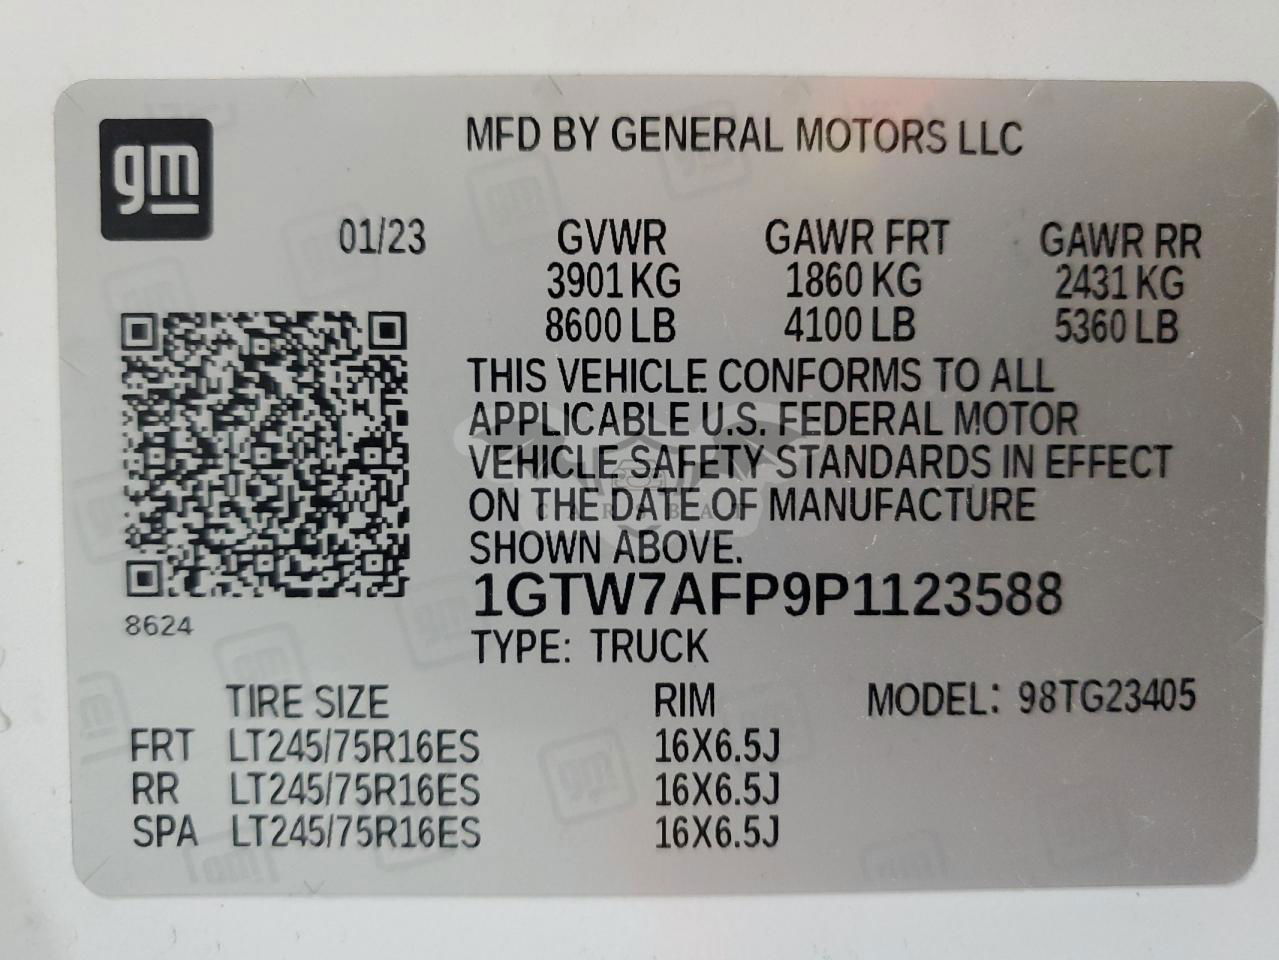 gm
MFD BY GENERAL MOTORS LLC
01/23 GVWR GAWR FRT GAWR RR
3901 KG 1860 KG 2431 KG
8600 LB 4100 LB 5360 LB
THIS VEHICLE CONFORMS TO ALL
APPLICABLE U.S. FEDERAL MOTOR
VEHICLE SAFETY STANDARDS IN EFFECT
ON THE DATE OF MANUFACTURE
SHOWN ABOVE.
CARSBAT
1GTW7AFP9P1123588
8624
TYPE: TRUCK
TIRE SIZE RIM MODEL: 98TG23405
FRT LT245/75R16ES 16X6.5J
RR LT245/75R16ES 16X6.5J
SPA LT245/75R16ES 16X6.5J